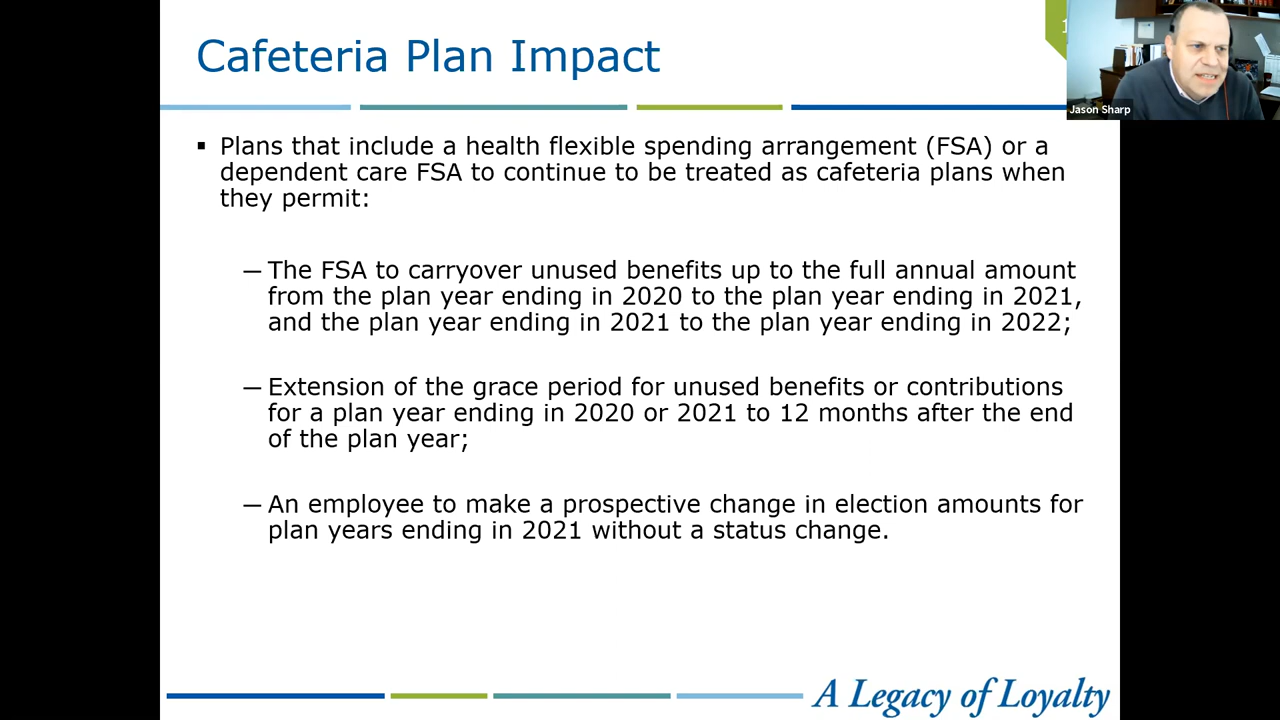 Cafeteria Plan Impact
Jason Sharp
▪ Plans that include a health flexible spending arrangement (FSA) or a
dependent care FSA to continue to be treated as cafeteria plans when
they permit:
— The FSA to carryover unused benefits up to the full annual amount
from the plan year ending in 2020 to the plan year ending in 2021,
and the plan year ending in 2021 to the plan year ending in 2022;
— Extension of the grace period for unused benefits or contributions
for a plan year ending in 2020 or 2021 to 12 months after the end
of the plan year;
— An employee to make a prospective change in election amounts for
plan years ending in 2021 without a status change.
A Legacy of Loyalty